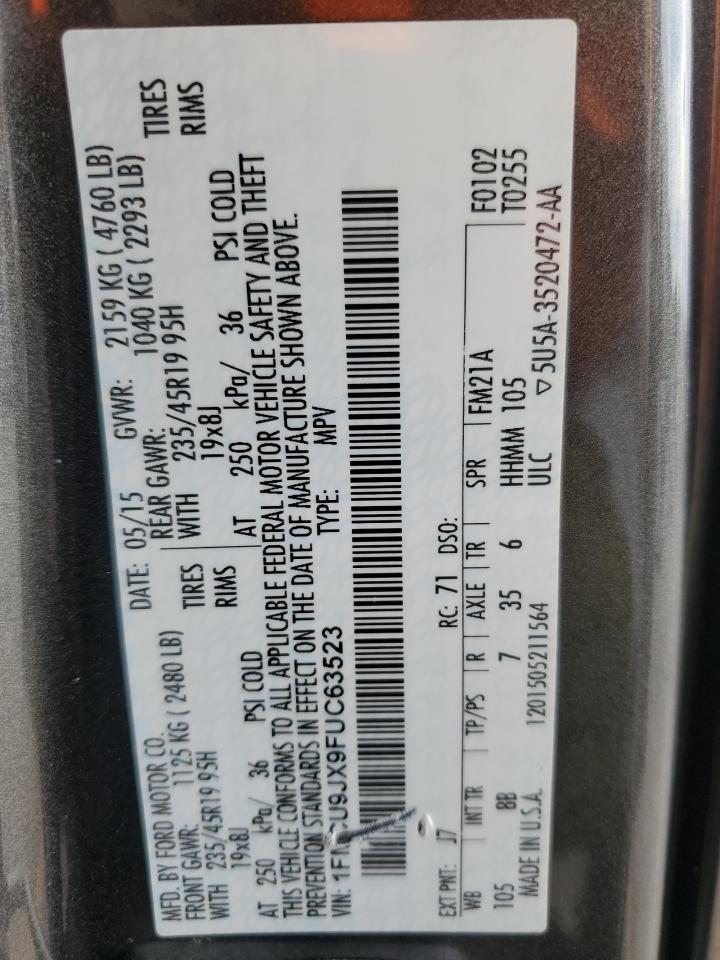 MFD. BY FORD MOTOR CO.
DATE: 05/15 GVWR: 2159 KG ( 4760 LB)
FRONT GAWR: 1125 KG ( 2480 LB)
REAR GAWR: 1040 KG ( 2293 LB)
WITH 235/45R19 95H TIRES
WITH 235/45R19 95H TIRES
19x8J RIMS
19x8J RIMS
AT 250 kPa/ 36 PSI COLD
AT 250 kPa/ 36 PSI COLD
THIS VEHICLE CONFORMS TO ALL APPLICABLE FEDERAL MOTOR VEHICLE SAFETY AND THEFT
PREVENTION STANDARDS IN EFFECT ON THE DATE OF MANUFACTURE SHOWN ABOVE.
VIN: TYPE: MPV
EXT PNT: J7 RC: 71 DSO: F0102
WB INT TR TP/PS R AXLE TR SPR FM21A T0255
105 8B 7 35 6 HHMM 105
MADE IN U.S.A. 1201505211564 ULC ▽5U5A-3520472-AA